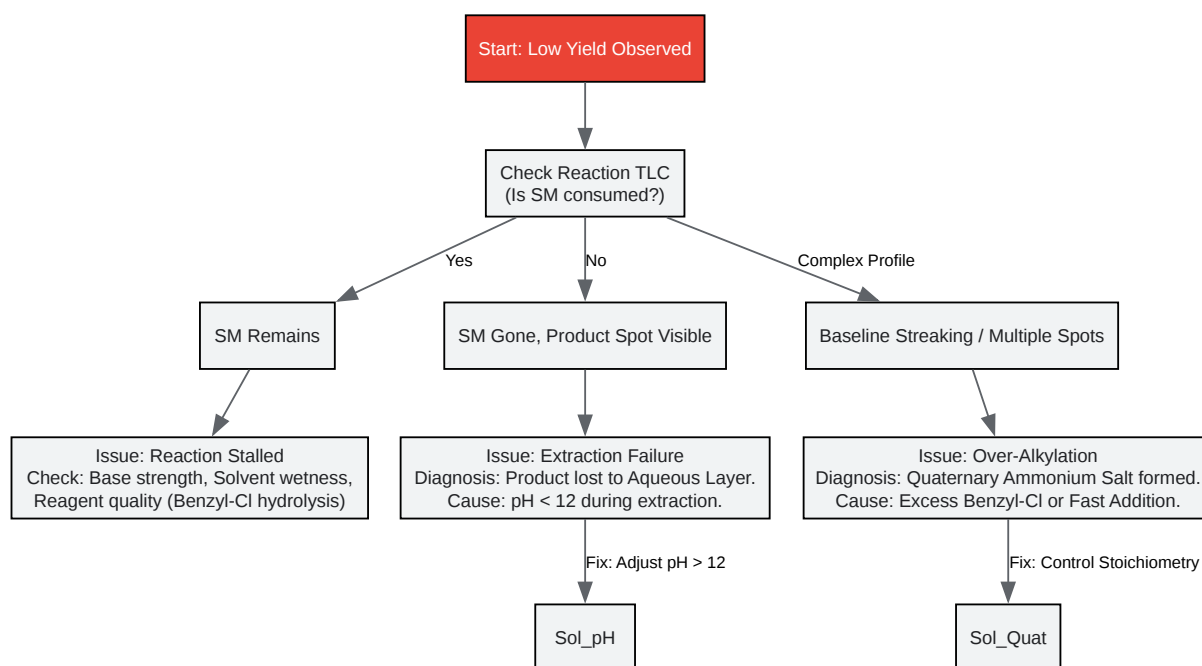 Start: Low Yield Observed
Check Reaction TLC
(Is SM consumed?)
Yes
No
Complex Profile
SM Remains
SM Gone, Product Spot Visible
Baseline Streaking / Multiple Spots
Issue: Reaction Stalled
Check: Base strength, Solvent wetness,
Reagent quality (Benzyl-Cl hydrolysis)
Issue: Extraction Failure
Diagnosis: Product lost to Aqueous Layer.
Cause: pH < 12 during extraction.
Issue: Over-Alkylation
Diagnosis: Quaternary Ammonium Salt formed.
Cause: Excess Benzyl-Cl or Fast Addition.
Fix: Adjust pH > 12
Fix: Control Stoichiometry
Sol_pH
Sol_Quat